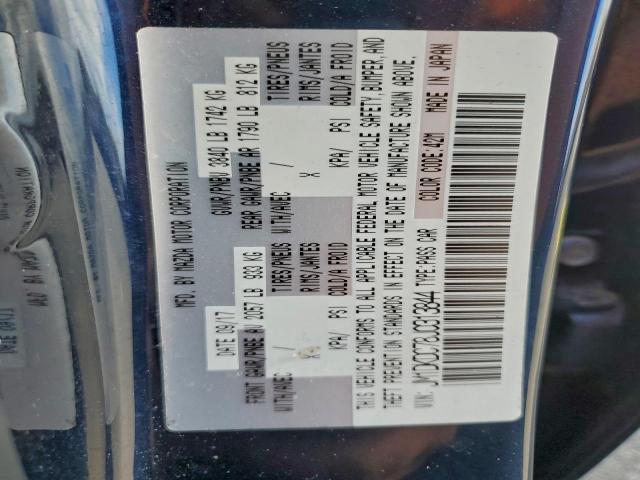 MFD. BY MAZDA MOTOR CORPORATION
DATE 09/17 GVWR/PNBV 3840 LB 1742 KG
FRONT GAWR/PNBE AV 2057 LB 933 KG REAR GAWR/PNBE AR 1790 LB 812 KG
WITH/AVEC TIRES/PNEUS WITH/AVEC TIRES/PNEUS
/ RIMS/JANTES / RIMS/JANTES
X X
KPA/ PSI COLD/A FROID KPA/ PSI COLD/A FROID
THIS VEHICLE CONFORMS TO ALL APPLICABLE FEDERAL MOTOR VEHICLE SAFETY, BUMPER, AND
THEFT PREVENTION STANDARDS IN EFFECT ON THE DATE OF MANUFACTURE SHOWN ABOVE.
COLOR CODE 42M MADE IN JAPAN
VIN: TYPE:PASS CAR